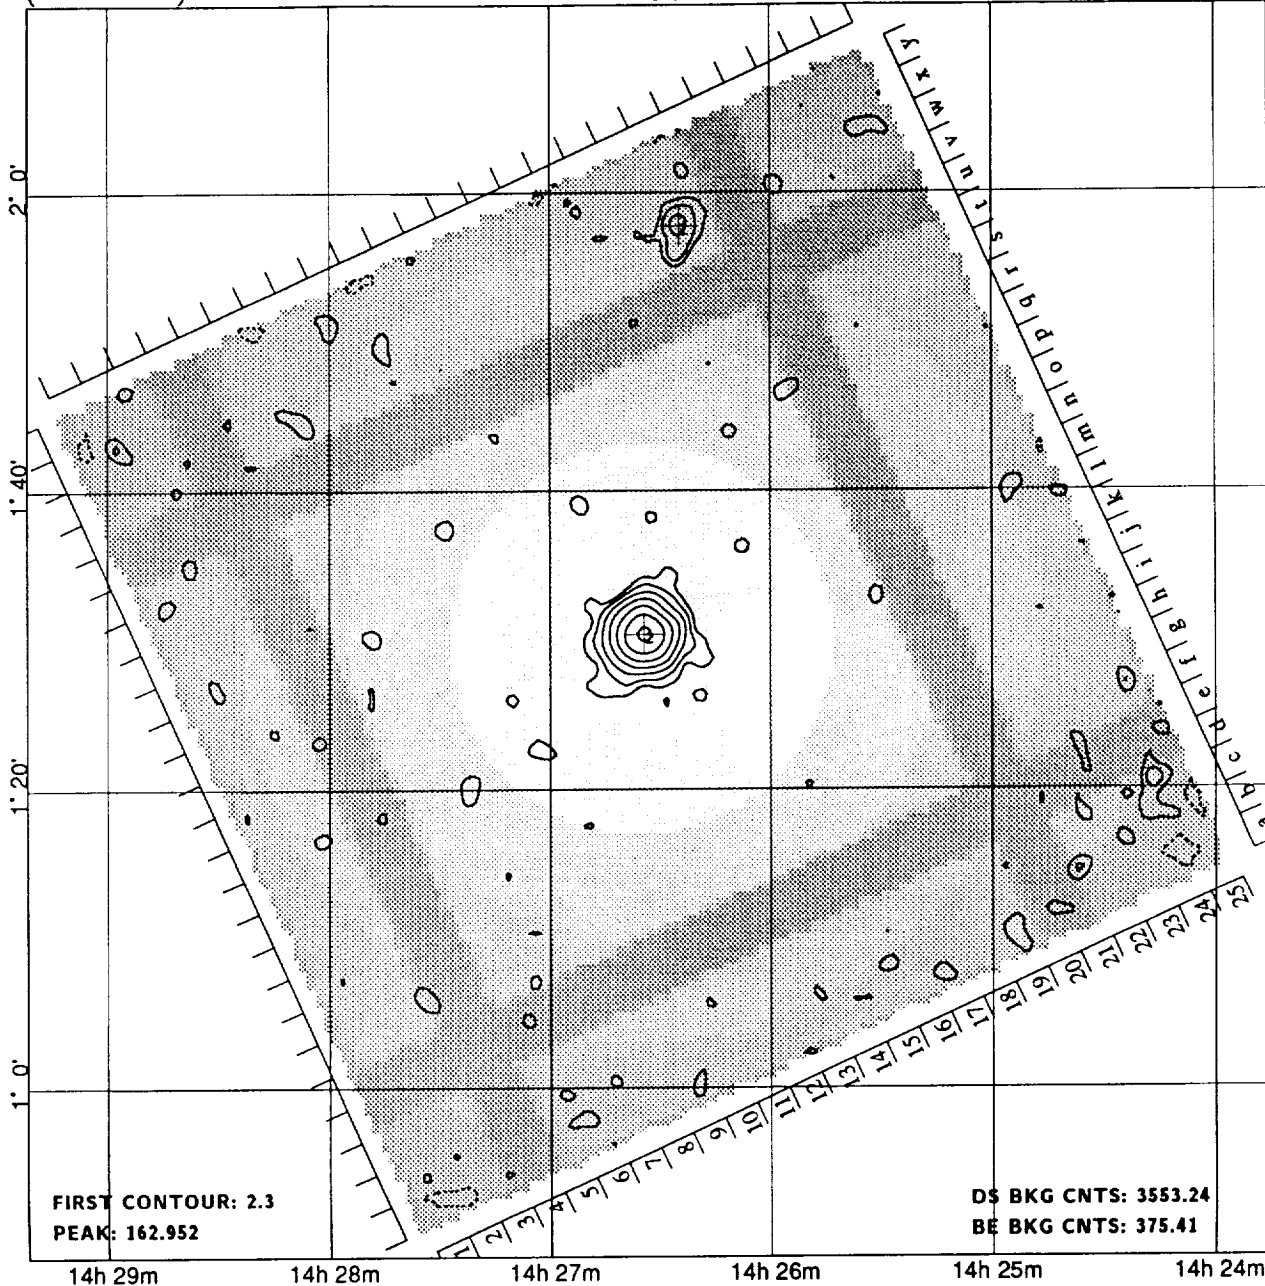 y|x|w|v|u|t|s|r|q|p|o|n|m|l|k|j|i|h|g|f|e|d|c|b|a
2° 0'
1° 40'
1° 20'
1° 0'
1|2|3|4|5|6|7|8|9|10|11|12|13|14|15|16|17|18|19|20|21|22|23|24|25
FIRST CONTOUR: 2.3
PEAK: 162.952
DS BKG CNTS: 3553.24
BE BKG CNTS: 375.41
14h 29m 14h 28m 14h 27m 14h 26m 14h 25m 14h 24m